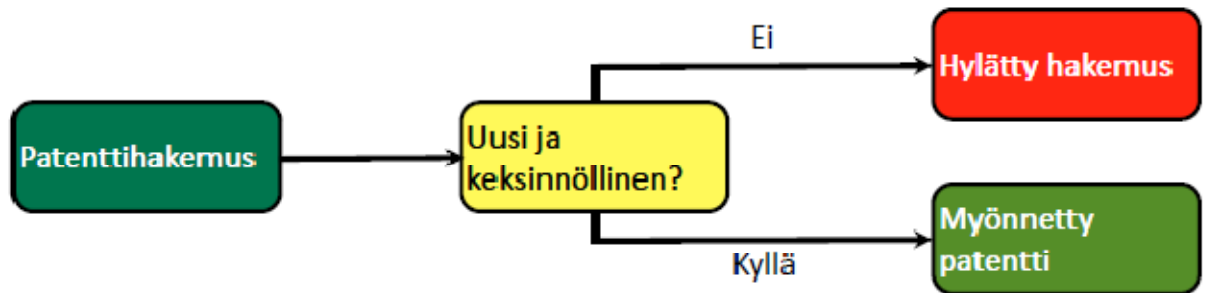 Patenttihakemus
Uusi ja
keksinnöllinen?
Ei
Hylätty hakemus
Kyllä
Myönnetty
patentti